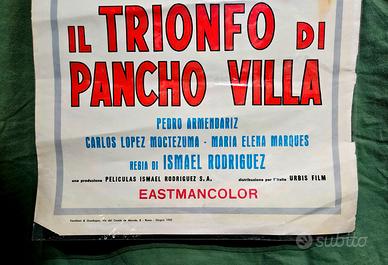 IL TRIONFO DI
PANCHO VILLA
PEDRO ARMENDARIZ
CARLOS LOPEZ MOCTEZUMA - MARIA ELENA MARQUES
REGIA DI ISMAEL RODRIGUEZ
una produzione PELICULAS ISMAEL RODRIGUEZ S.A. distribuzione per l'Italia URBIS FILM
EASTMANCOLOR
subito